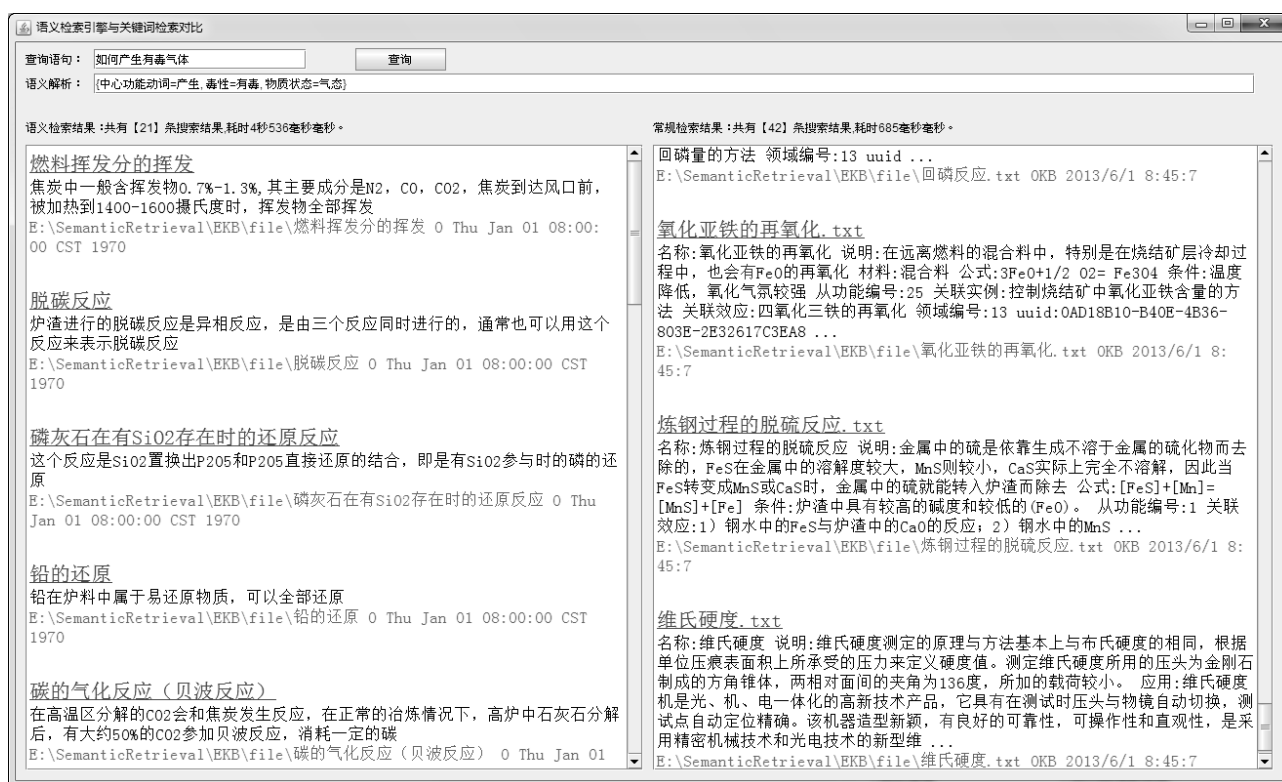 语义检索引擎与关键词检索对比
查询语句： 如何产生有毒气体 查询
语义解析： {中心功能动词=产生, 毒性=有毒, 物质状态=气态}
语义检索结果：共有【21】条搜索结果,耗时4秒536毫秒毫秒。
燃料挥发分的挥发
焦炭中一般含挥发物0.7%-1.3%,其主要成分是N2，CO，CO2，焦炭到达风口前，
被加热到1400-1600摄氏度时，挥发物全部挥发
E:\SemanticRetrieval\EKB\file\燃料挥发分的挥发 0 Thu Jan 01 08:00:
00 CST 1970
脱碳反应
炉渣进行的脱碳反应是异相反应，是由三个反应同时进行的，通常也可以用这个
反应来表示脱碳反应
E:\SemanticRetrieval\EKB\file\脱碳反应 0 Thu Jan 01 08:00:00 CST
1970
磷灰石在有SiO2存在时的还原反应
这个反应是SiO2置换出P2O5和P2O5直接还原的结合，即是有SiO2参与时的磷的还
原
E:\SemanticRetrieval\EKB\file\磷灰石在有SiO2存在时的还原反应 0 Thu
Jan 01 08:00:00 CST 1970
铅的还原
铅在炉料中属于易还原物质，可以全部还原
E:\SemanticRetrieval\EKB\file\铅的还原 0 Thu Jan 01 08:00:00 CST
1970
碳的气化反应（贝波反应）
在高温区分解的CO2会和焦炭发生反应，在正常的冶炼情况下，高炉中石灰石分解
后，有大约50%的CO2参加贝波反应，消耗一定的碳
E:\SemanticRetrieval\EKB\file\碳的气化反应（贝波反应） 0 Thu Jan 01
常规检索结果：共有【42】条搜索结果,耗时685毫秒毫秒。
回磷量的方法 领域编号:13 uuid ...
E:\SemanticRetrieval\EKB\file\回磷反应.txt OKB 2013/6/1 8:45:7
氧化亚铁的再氧化.txt
名称:氧化亚铁的再氧化 说明:在远离燃料的混合料中，特别是在烧结矿层冷却过
程中，也会有FeO的再氧化 材料:混合料 公式:3FeO+1/2 O2= Fe3O4 条件:温度
降低，氧化气氛较强 从功能编号:25 关联实例:控制烧结矿中氧化亚铁含量的方
法 关联效应:四氧化三铁的再氧化 领域编号:13 uuid:0AD18B10-B40E-4B36-
803E-2E32617C3EA8 ...
E:\SemanticRetrieval\EKB\file\氧化亚铁的再氧化.txt OKB 2013/6/1 8:
45:7
炼钢过程的脱硫反应.txt
名称:炼钢过程的脱硫反应 说明:金属中的硫是依靠生成不溶于金属的硫化物而去
除的，FeS在金属中的溶解度较大，MnS则较小，CaS实际上完全不溶解，因此当
FeS转变成MnS或CaS时，金属中的硫就能转入炉渣而除去 公式:[FeS]+[Mn]=
[MnS]+[Fe] 条件:炉渣中具有较高的碱度和较低的(FeO)。 从功能编号:1 关联
效应:1）钢水中的FeS与炉渣中的CaO的反应；2）钢水中的MnS ...
E:\SemanticRetrieval\EKB\file\炼钢过程的脱硫反应.txt OKB 2013/6/1 8:
45:7
维氏硬度.txt
名称:维氏硬度 说明:维氏硬度测定的原理与方法基本上与布氏硬度的相同，根据
单位压痕表面积上所承受的压力来定义硬度值。测定维氏硬度所用的压头为金刚石
制成的方角锥体，两相对面间的夹角为136度，所加的载荷较小。 应用:维氏硬度
机是光、机、电一体化的高新技术产品，它具有在测试时压头与物镜自动切换，测
试点自动定位精确。该机器造型新颖，有良好的可靠性，可操作性和直观性，是采
用精密机械技术和光电技术的新型维 ...
E:\SemanticRetrieval\EKB\file\维氏硬度.txt OKB 2013/6/1 8:45:7